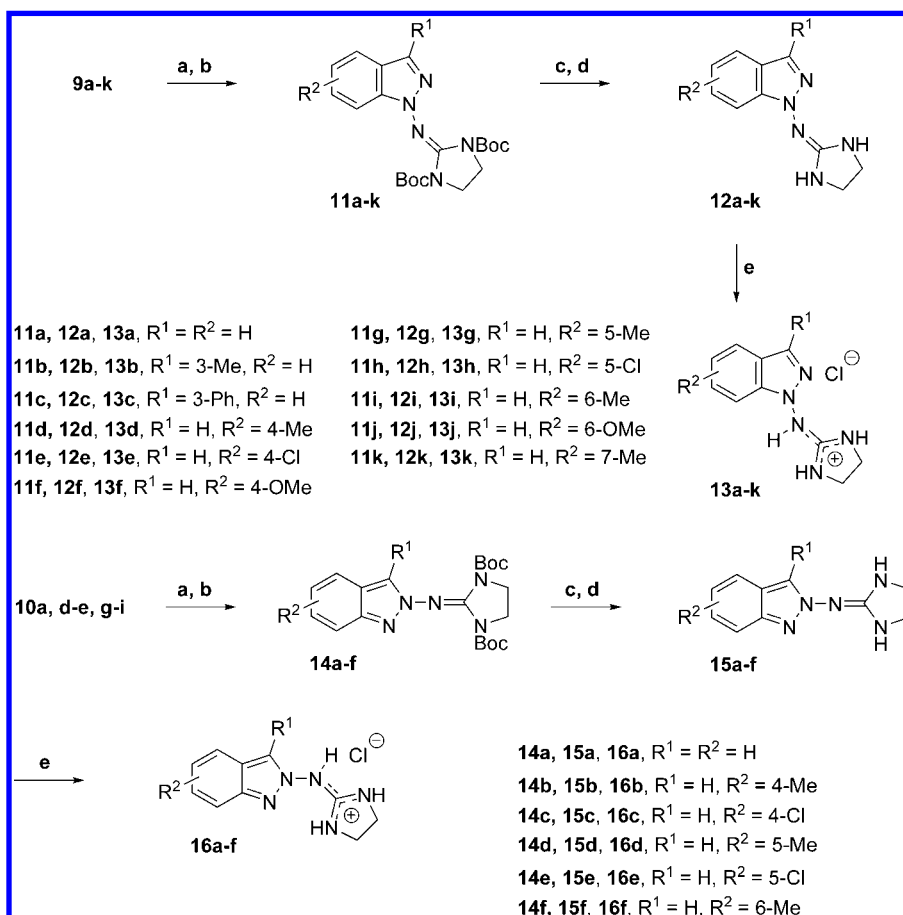 R¹
9a-k
a, b
c, d
R²
N
N
N
NBoc
BocN
11a-k
R¹
R²
N
N
N
NH
HN
12a-k
e
11a, 12a, 13a, R¹ = R² = H
11b, 12b, 13b, R¹ = 3-Me, R² = H
11c, 12c, 13c, R¹ = 3-Ph, R² = H
11d, 12d, 13d, R¹ = H, R² = 4-Me
11e, 12e, 13e, R¹ = H, R² = 4-Cl
11f, 12f, 13f, R¹ = H, R² = 4-OMe
11g, 12g, 13g, R¹ = H, R² = 5-Me
11h, 12h, 13h, R¹ = H, R² = 5-Cl
11i, 12i, 13i, R¹ = H, R² = 6-Me
11j, 12j, 13j, R¹ = H, R² = 6-OMe
11k, 12k, 13k, R¹ = H, R² = 7-Me
R¹
R²
N
N
Cl⊖
H
N
NH
HN
⊕
13a-k
10a, d-e, g-i
a, b
R¹
R²
N
N
N
Boc
N
N
Boc
14a-f
c, d
R¹
R²
N
N
N
H
N
N
H
15a-f
e
R¹
R²
N
N
H
N
Cl⊖
NH
HN
⊕
16a-f
14a, 15a, 16a, R¹ = R² = H
14b, 15b, 16b, R¹ = H, R² = 4-Me
14c, 15c, 16c, R¹ = H, R² = 4-Cl
14d, 15d, 16d, R¹ = H, R² = 5-Me
14e, 15e, 16e, R¹ = H, R² = 5-Cl
14f, 15f, 16f, R¹ = H, R² = 6-Me